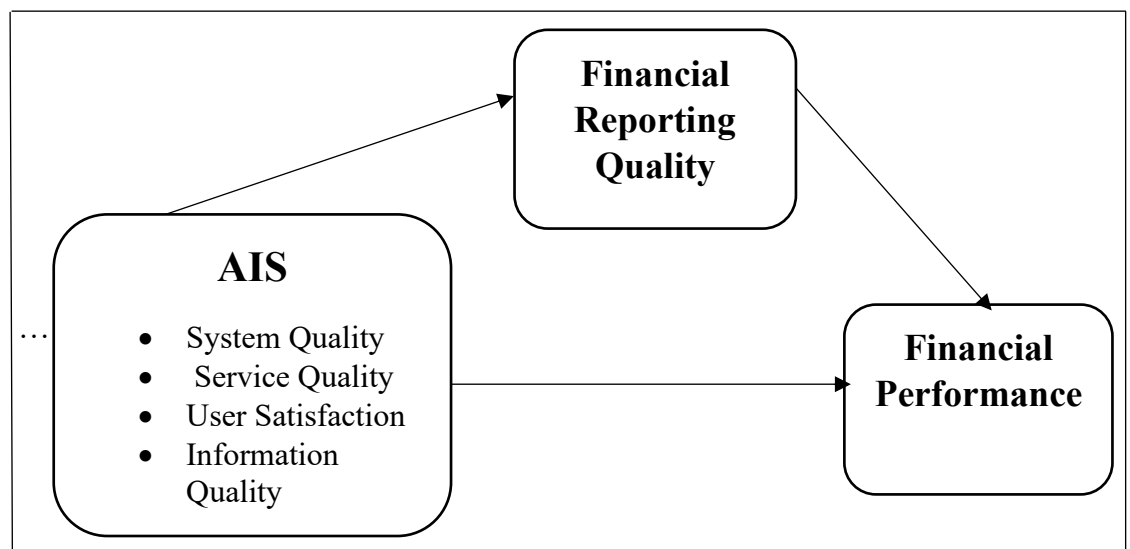 Financial
Reporting
Quality
AIS
• System Quality
• Service Quality
• User Satisfaction
• Information
Quality
…
Financial
Performance